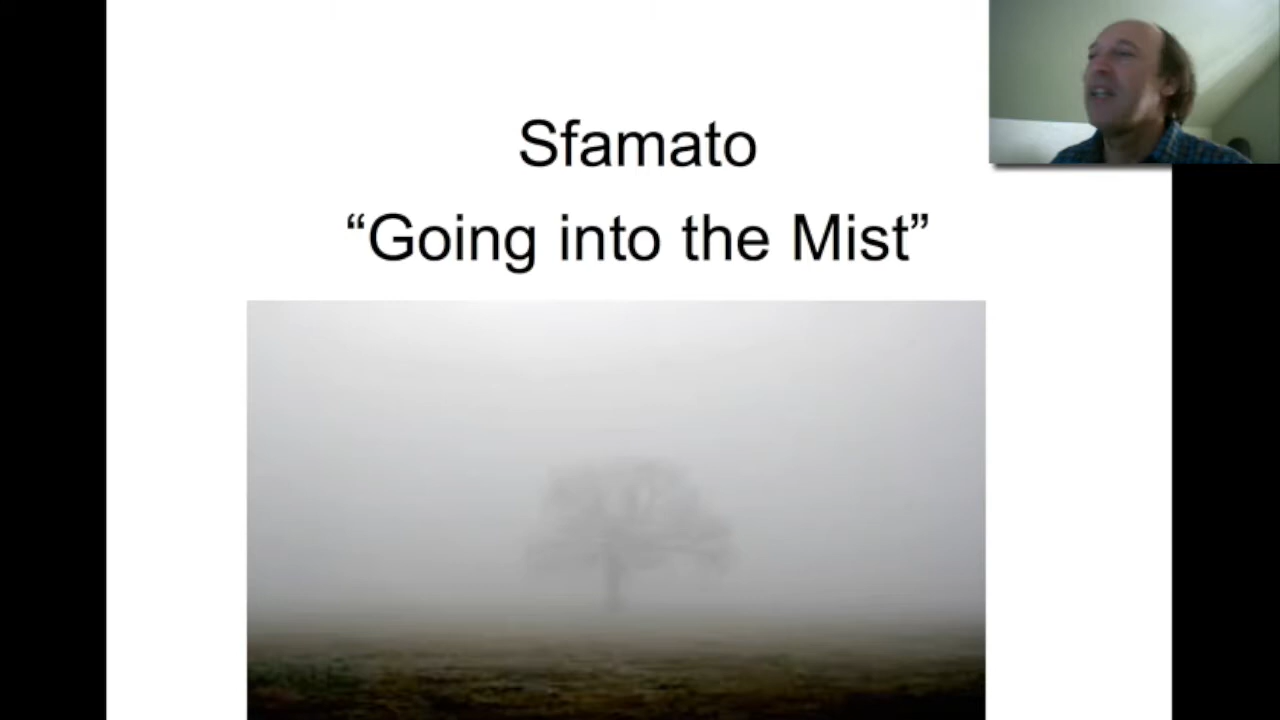 Sfamato
“Going into the Mist”